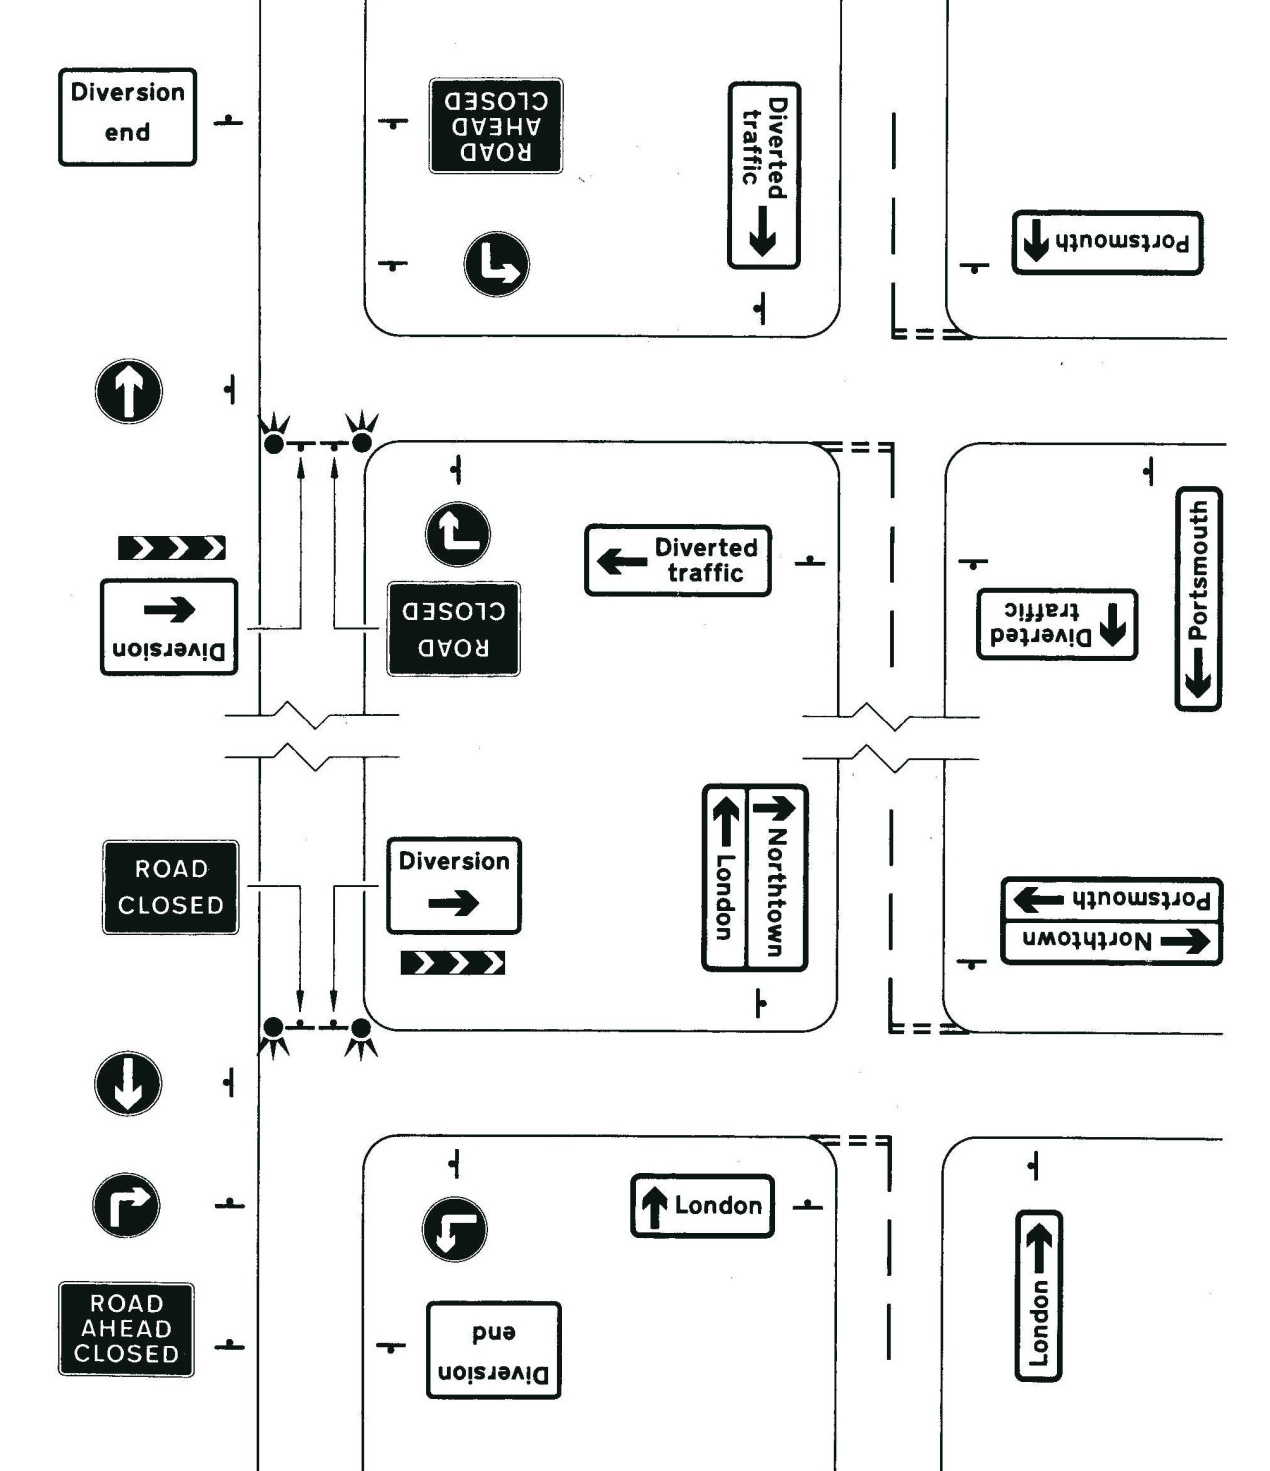 Diversion
end
ROAD
AHEAD
CLOSED
Diverted
traffic
Portsmouth
Diversion
ROAD
CLOSED
Diverted
traffic
Diverted
traffic
Portsmouth
ROAD
CLOSED
Diversion
London
Northtown
Portsmouth
Northtown
London
London
ROAD
AHEAD
CLOSED
Diversion
end